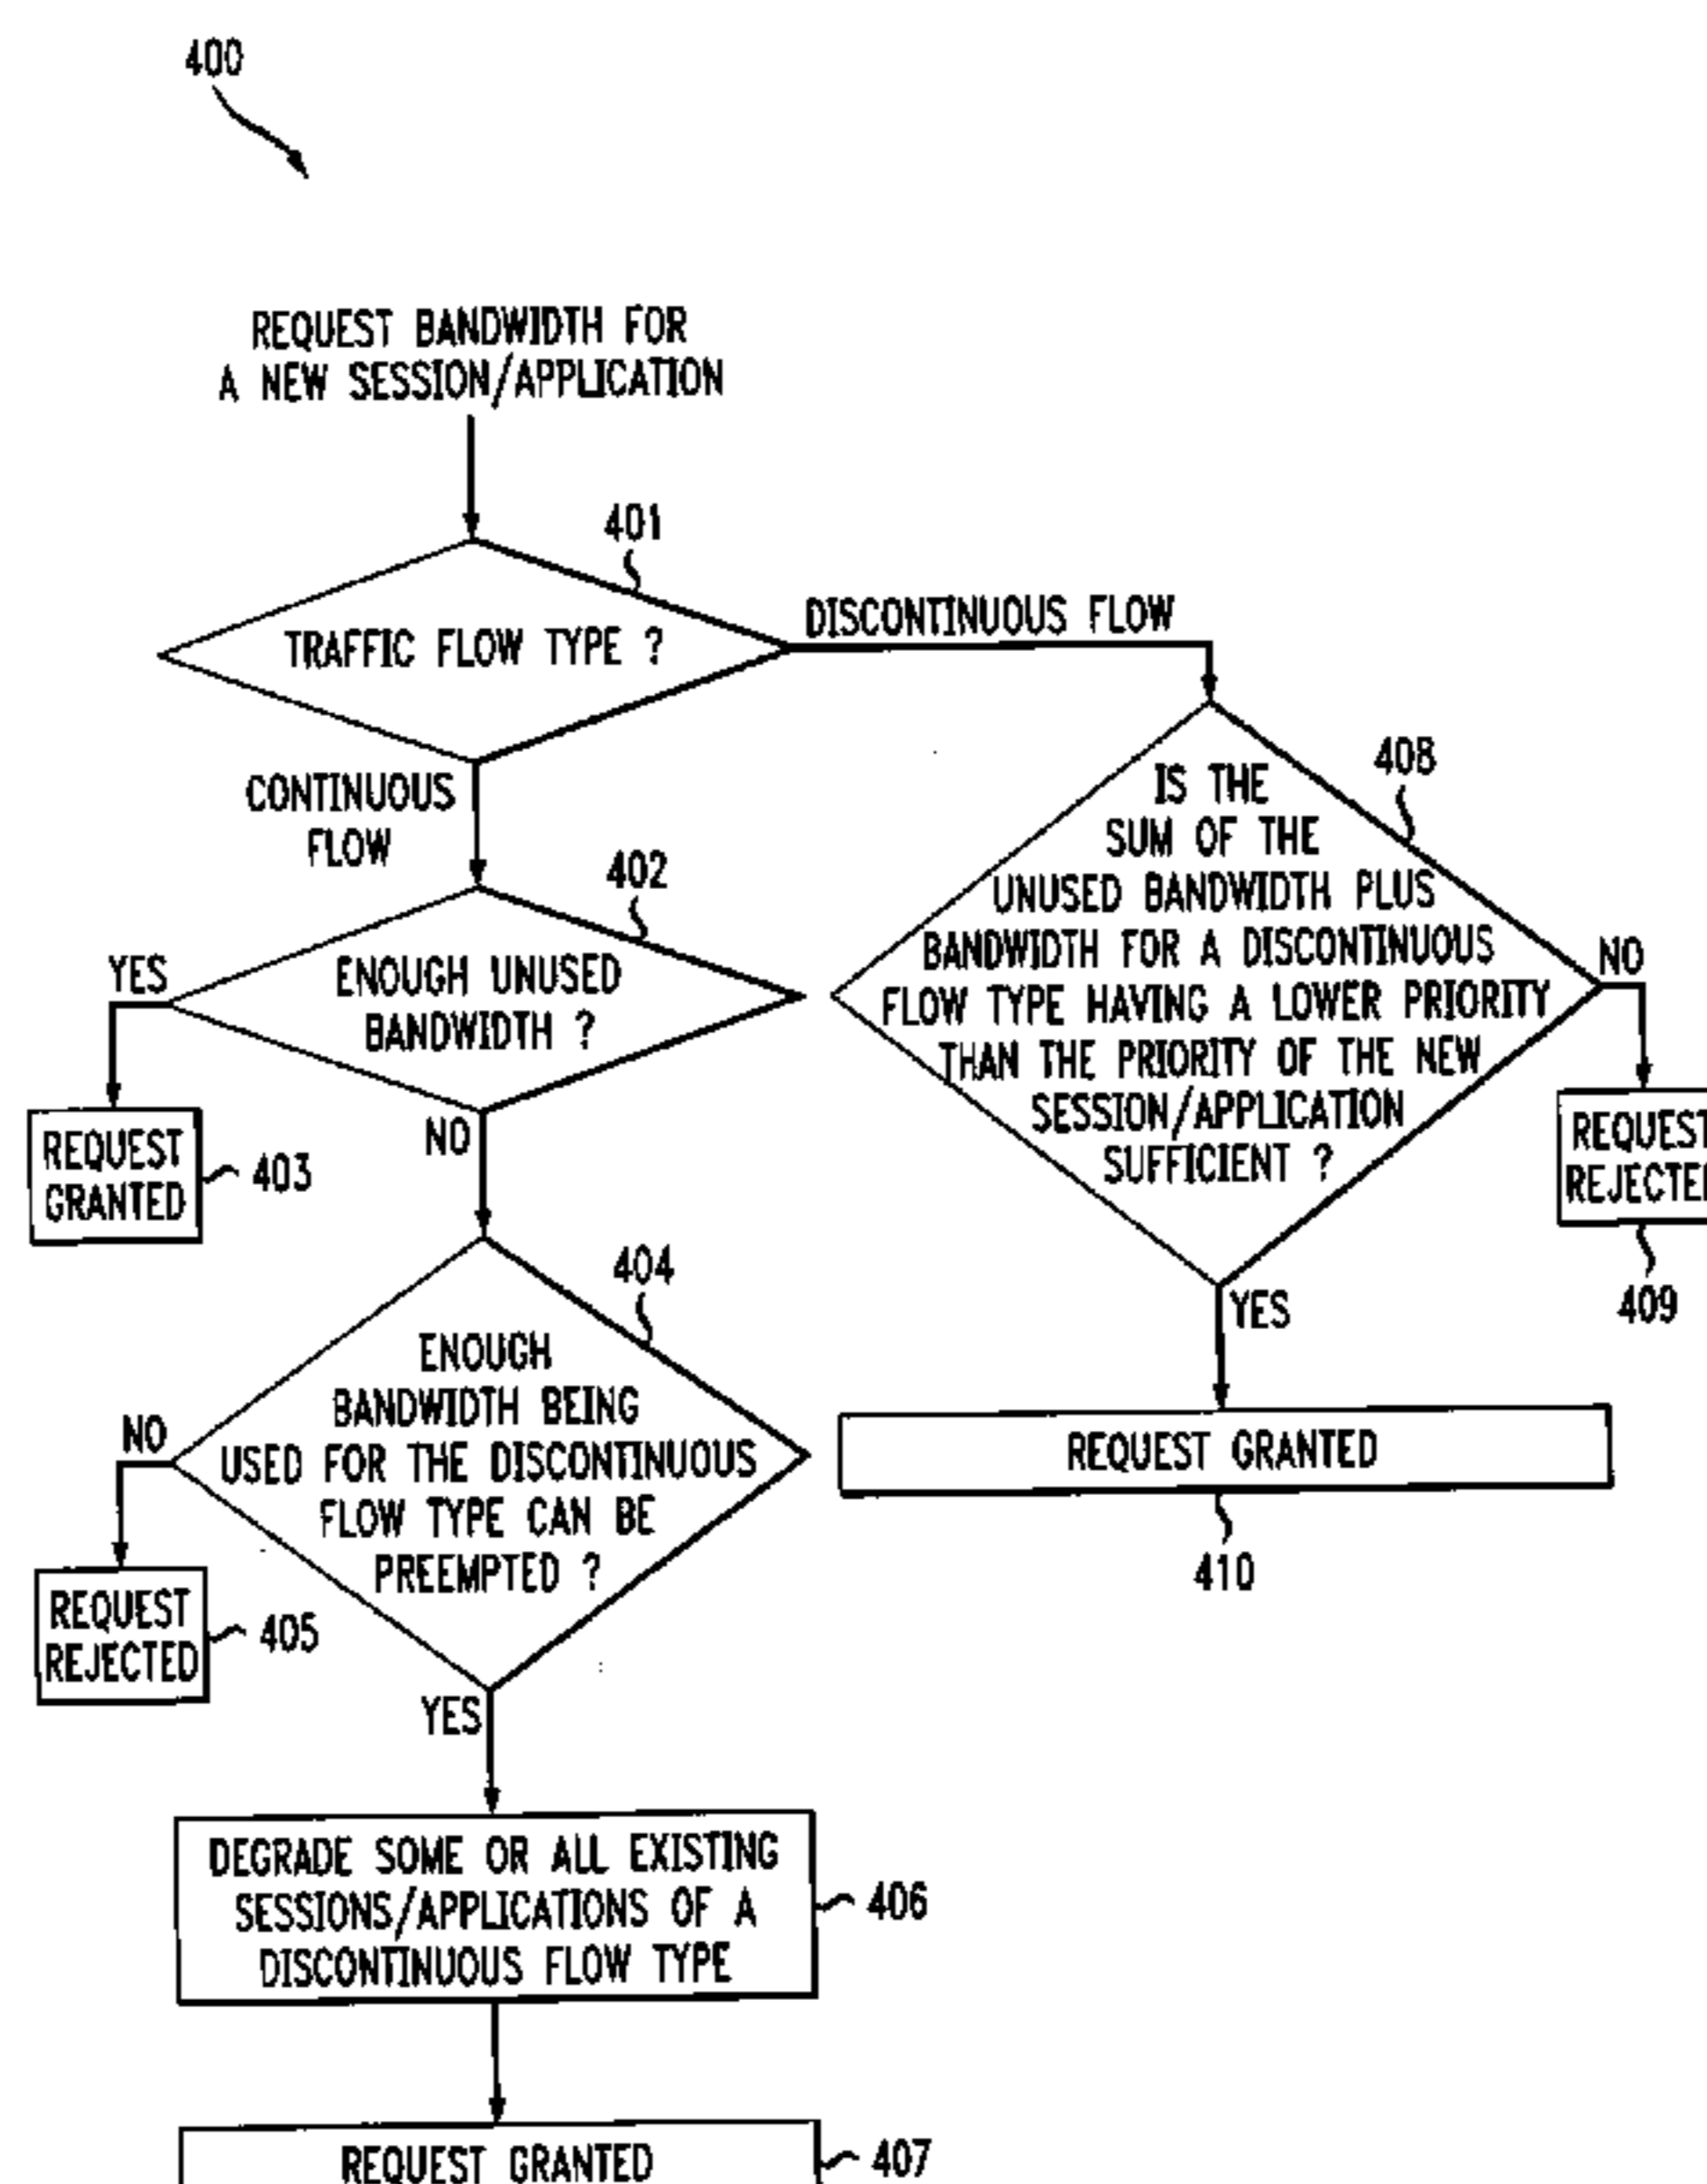 400
REQUEST BANDWIDTH FOR
A NEW SESSION/APPLICATION
401
TRAFFIC FLOW TYPE ?
DISCONTINUOUS FLOW
CONTINUOUS
FLOW
402
YES
ENOUGH UNUSED
BANDWIDTH ?
NO
REQUEST
GRANTED
403
404
ENOUGH
BANDWIDTH BEING
USED FOR THE DISCONTINUOUS
FLOW TYPE CAN BE
PREEMPTED ?
NO
REQUEST
REJECTED
405
YES
DEGRADE SOME OR ALL EXISTING
SESSIONS/APPLICATIONS OF A
DISCONTINUOUS FLOW TYPE
406
REQUEST GRANTED
407
408
IS THE
SUM OF THE
UNUSED BANDWIDTH PLUS
BANDWIDTH FOR A DISCONTINUOUS
FLOW TYPE HAVING A LOWER PRIORITY
THAN THE PRIORITY OF THE NEW
SESSION/APPLICATION
SUFFICIENT ?
NO
REQUEST
REJECTE
409
YES
REQUEST GRANTED
410